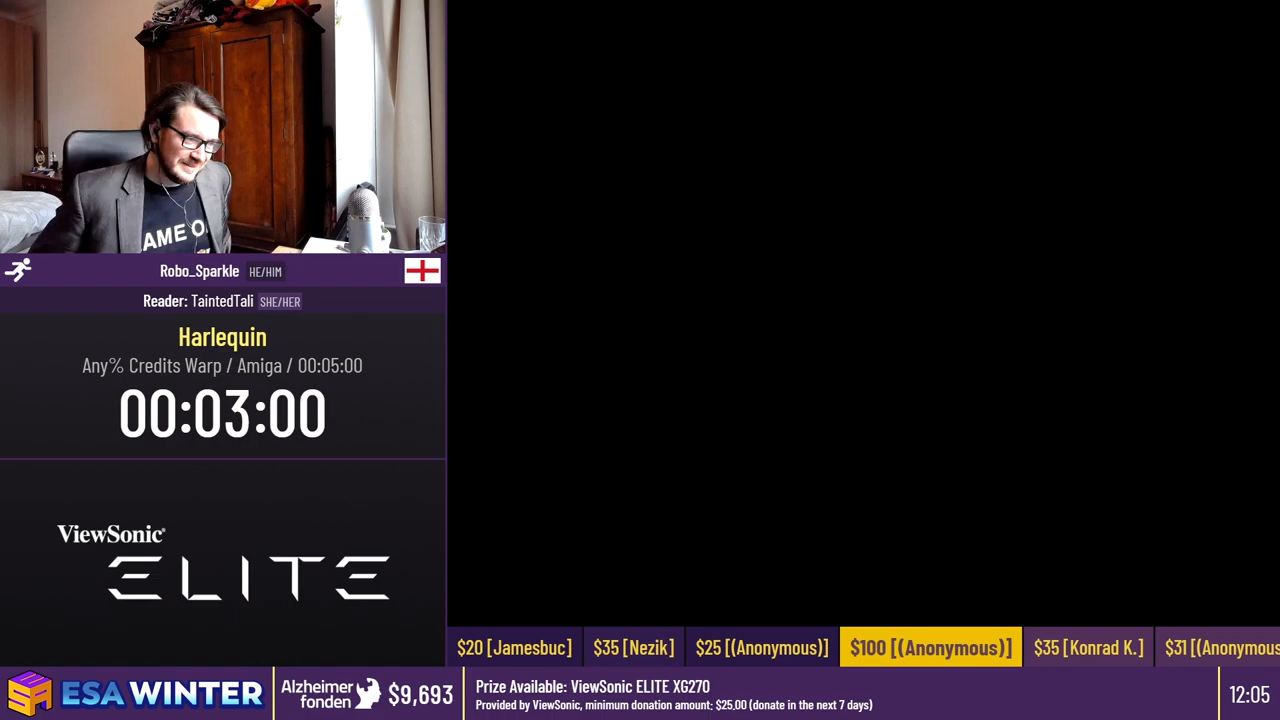 AME O
Robo_Sparkle HE/HIM
Reader: TaintedTali SHE/HER
Harlequin
Any% Credits Warp / Amiga / 00:05:00
00:03:00
ViewSonic®
ELITE
$20 [Jamesbuc] $35 [Nezik] $25 [(Anonymous)] $100 [(Anonymous)] $35 [Konrad K.] $31 [(Anonymous
ESA WINTER
Alzheimer
fonden
$9,693
Prize Available: ViewSonic ELITE XG270
Provided by ViewSonic, minimum donation amount: $25,00 (donate in the next 7 days)
12:05